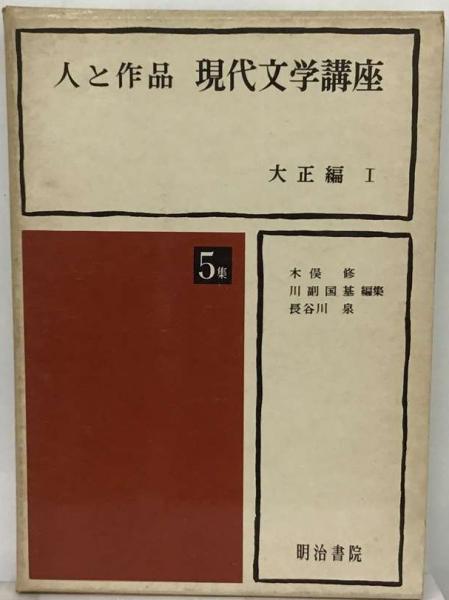 人と作品 現代文学講座
大正編 I
5集
木俣 修
川副国基 編集
長谷川 泉
明治書院